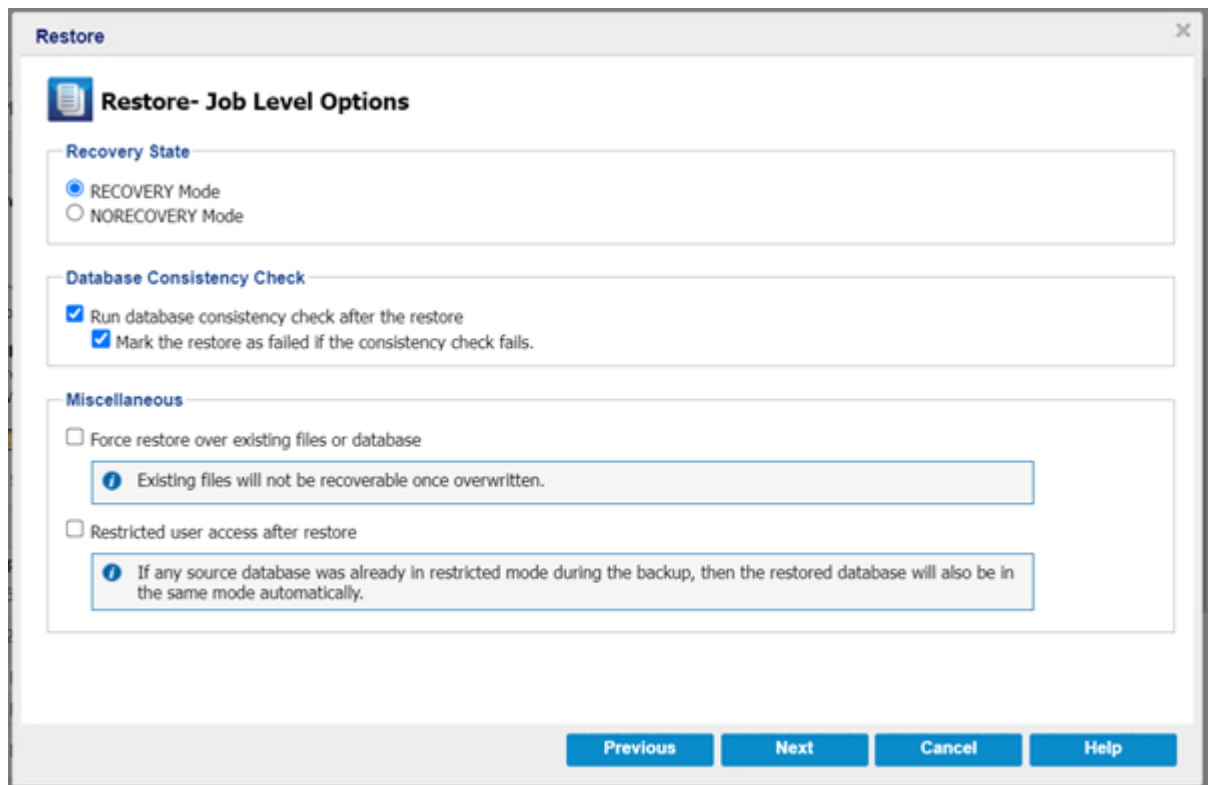 Restore
Restore- Job Level Options
Recovery State
RECOVERY Mode
NORECOVERY Mode
Database Consistency Check
Run database consistency check after the restore
Mark the restore as failed if the consistency check fails.
Miscellaneous
Force restore over existing files or database
Existing files will not be recoverable once overwritten.
Restricted user access after restore
If any source database was already in restricted mode during the backup, then the restored database will also be in
the same mode automatically.
Previous Next Cancel Help